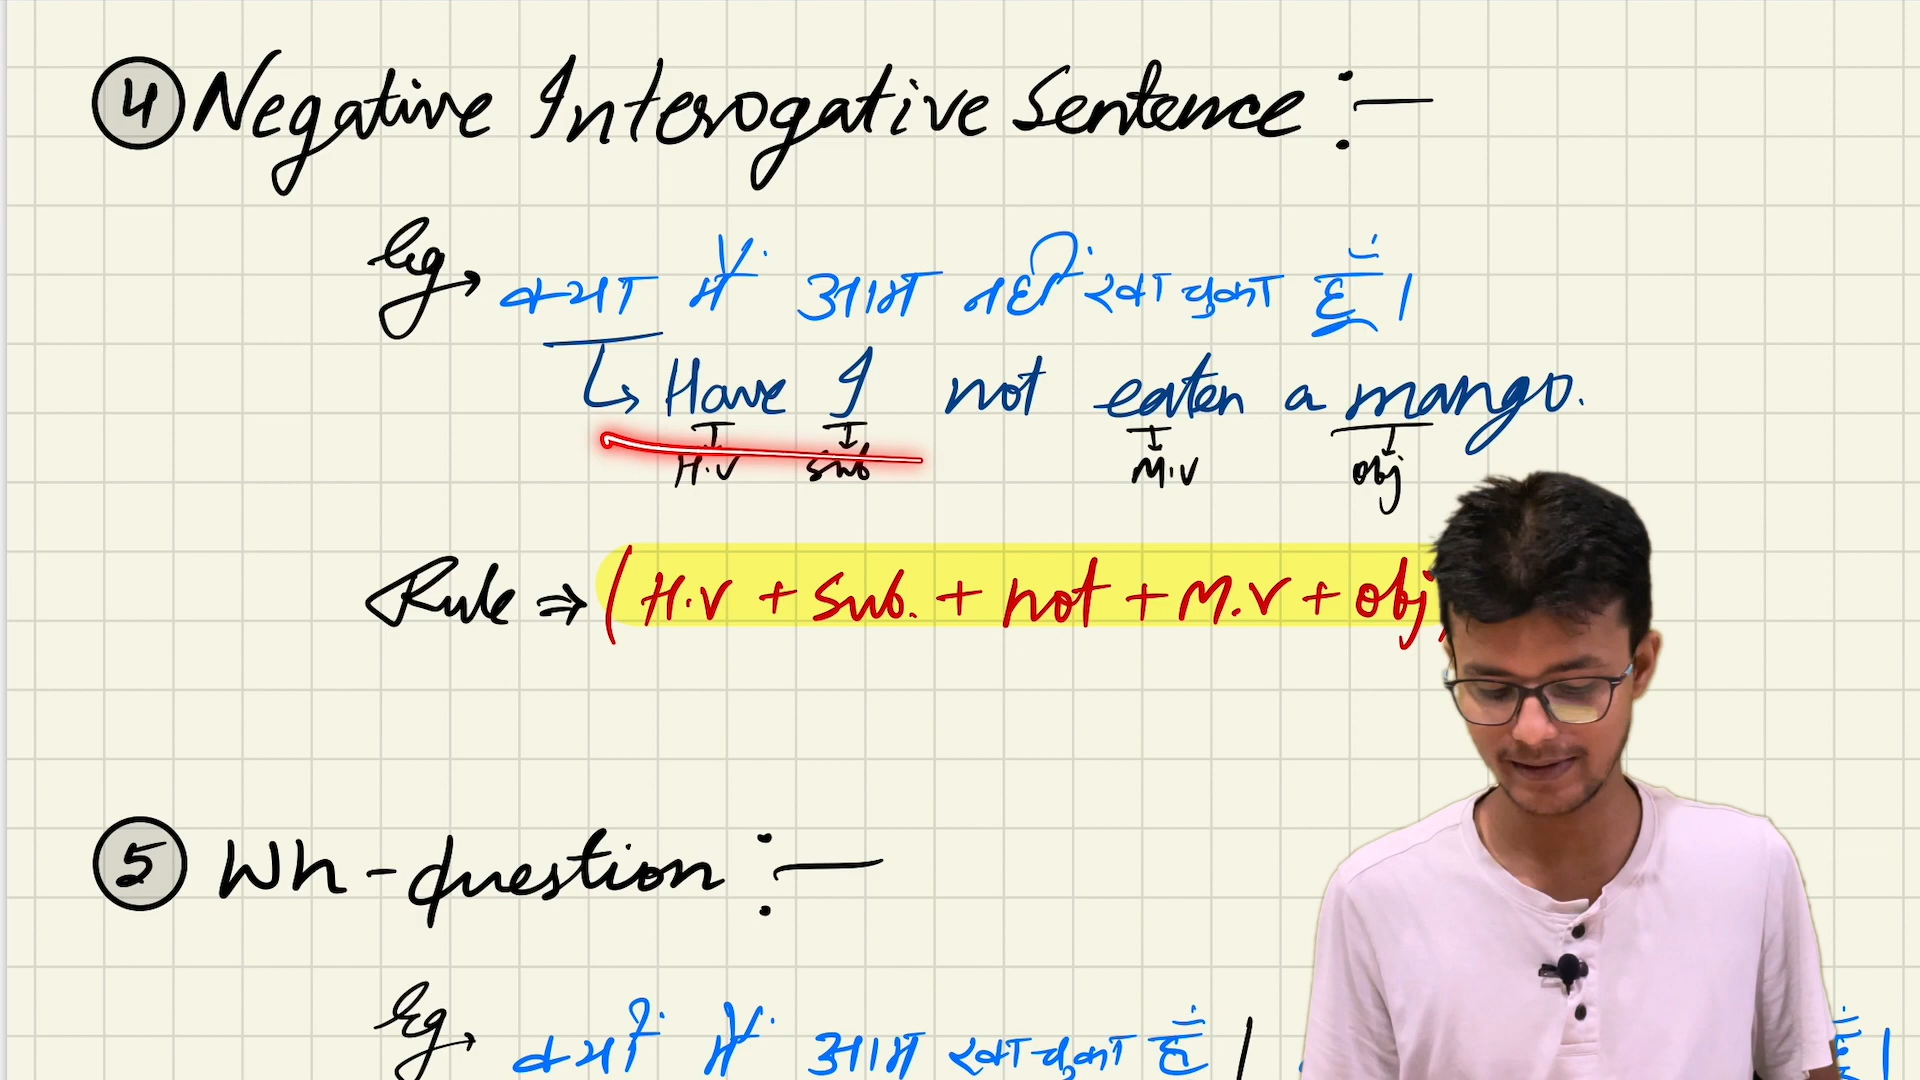 4 Negative Interogative Sentence :-
Eg → क्या मैं आम नहीं खा चुका हूँ।
↳ Have I not eaten a mango.
H.V Sub M.V obj
Rule ⇒ (H.V + Sub. + not + M.V + obj)
5 Wh-question :-
Eg → क्यों मैं आम खा चुका हूँ।